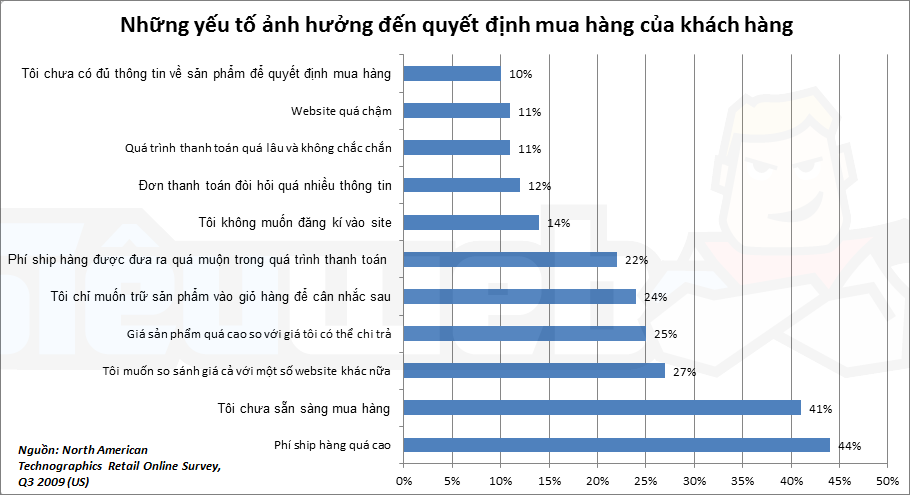 Những yếu tố ảnh hưởng đến quyết định mua hàng của khách hàng
Tôi chưa có đủ thông tin về sản phẩm để quyết định mua hàng 10%
Website quá chậm 11%
Quá trình thanh toán quá lâu và không chắc chắn 11%
Đơn thanh toán đòi hỏi quá nhiều thông tin 12%
Tôi không muốn đăng kí vào site 14%
Phí ship hàng được đưa ra quá muộn trong quá trình thanh toán 22%
Tôi chỉ muốn trữ sản phẩm vào giỏ hàng để cân nhắc sau 24%
Giá sản phẩm quá cao so với giá tôi có thể chi trả 25%
Tôi muốn so sánh giá cả với một số website khác nữa 27%
Tôi chưa sẵn sàng mua hàng 41%
Phí ship hàng quá cao 44%
0% 5% 10% 15% 20% 25% 30% 35% 40% 45% 50%
Nguồn: North American
Technographics Retail Online Survey,
Q3 2009 (US)
siêu web